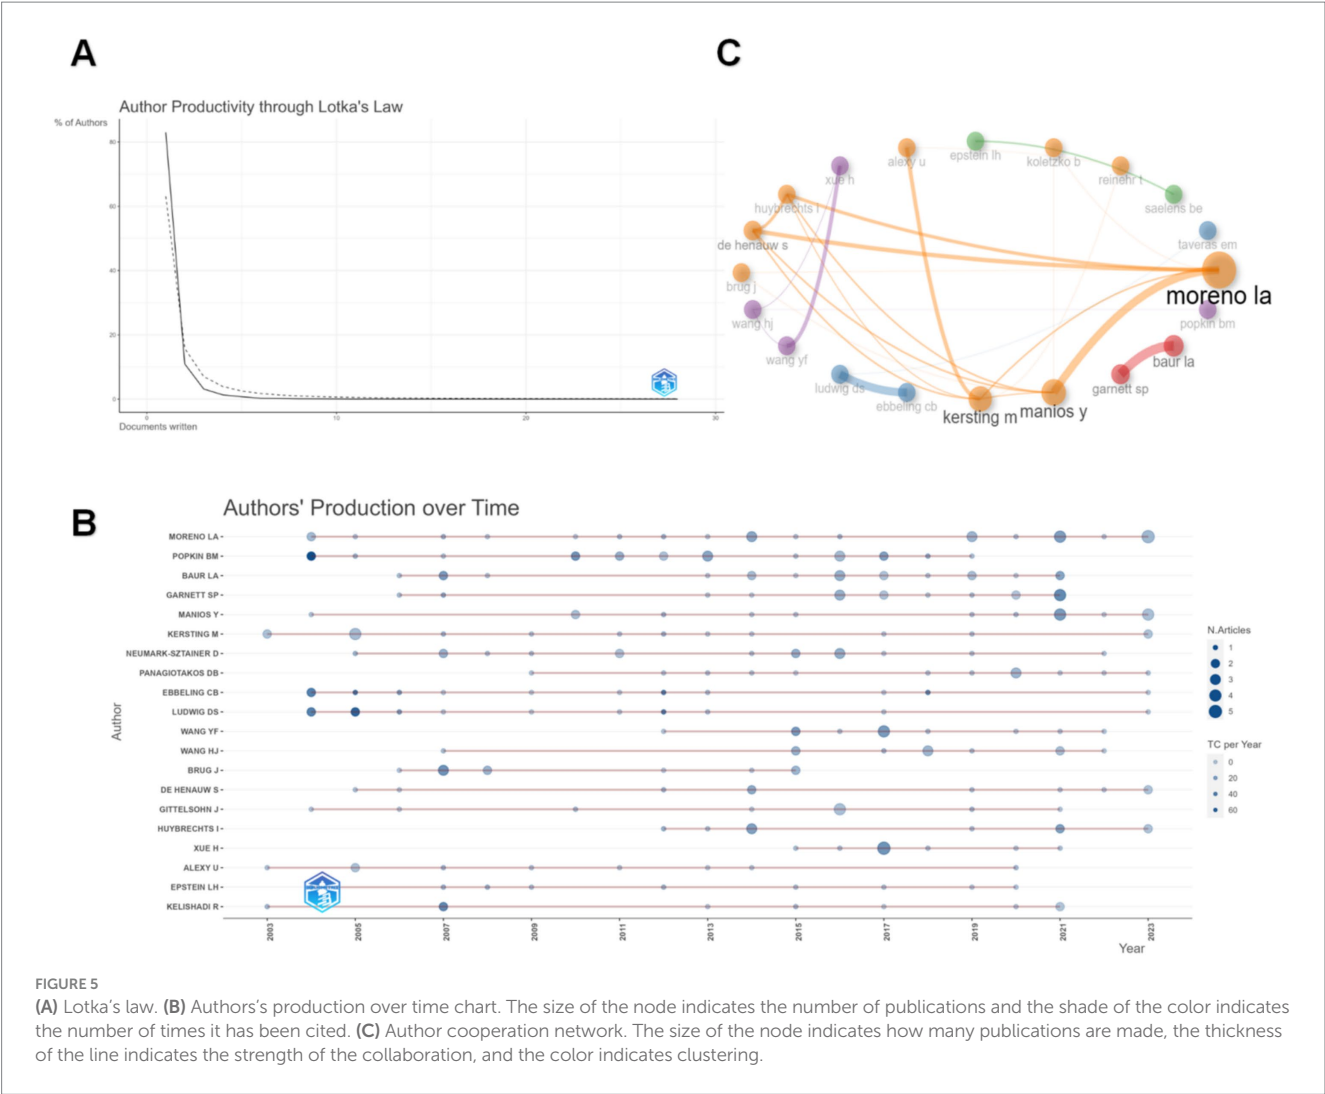 A
Author Productivity through Lotka's Law
% of Authors
80
60
40
20
0
0
10
20
30
Documents written
C
alexy u
epstein lh
koletzko b
reinehr t
saelens be
taveras em
moreno la
popkin bm
baur la
garnett sp
manios y
kersting m
ebbeling cb
ludwig ds
wang yf
wang hj
brug j
de henauw s
huybrechts i
xue h
B
Authors' Production over Time
Author
MORENO LA
POPKIN BM
BAUR LA
GARNETT SP
MANIOS Y
KERSTING M
NEUMARK-SZTAINER D
PANAGIOTAKOS DB
EBBELING CB
LUDWIG DS
WANG YF
WANG HJ
BRUG J
DE HENAUW S
GITTELSOHN J
HUYBRECHTS I
XUE H
ALEXY U
EPSTEIN LH
KELISHADI R
2003
2005
2007
2009
2011
2013
2015
2017
2019
2021
2023
Year
N.Articles
1
2
3
4
5
TC per Year
0
20
40
60
FIGURE 5
(A) Lotka's law. (B) Authors's production over time chart. The size of the node indicates the number of publications and the shade of the color indicates
the number of times it has been cited. (C) Author cooperation network. The size of the node indicates how many publications are made, the thickness
of the line indicates the strength of the collaboration, and the color indicates clustering.